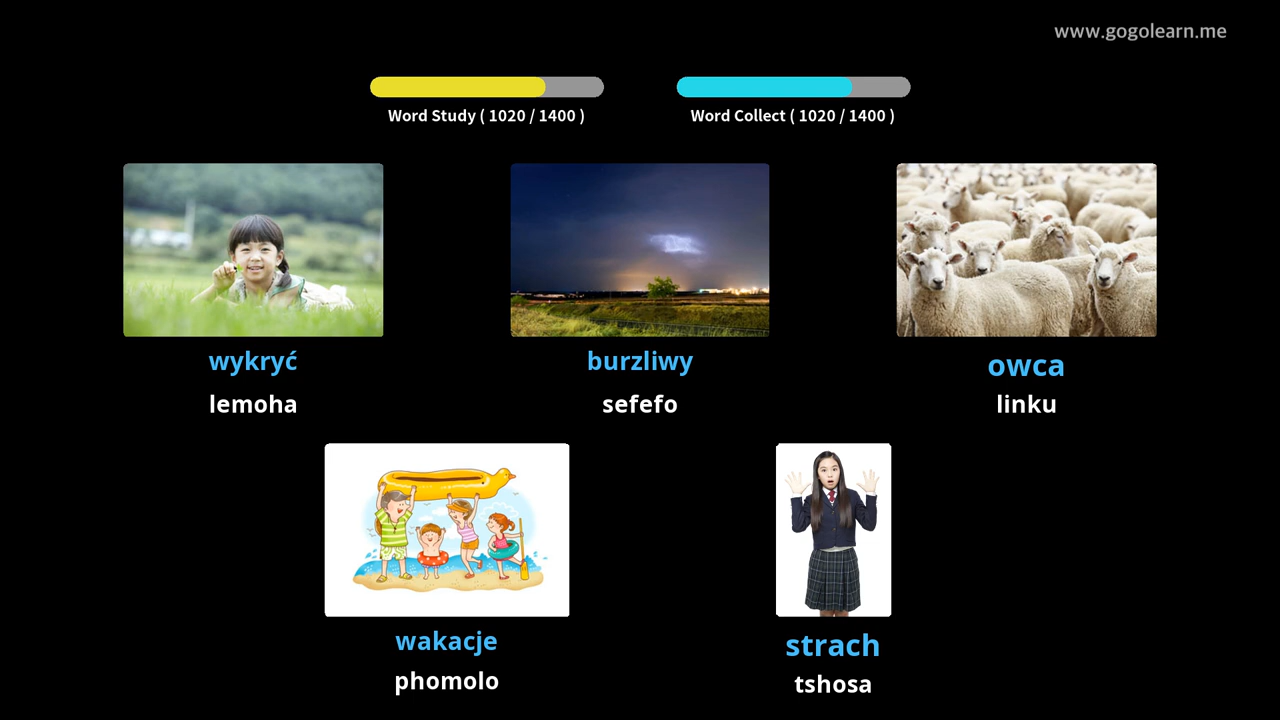 www.gogolearn.me
Word Study ( 1020 / 1400 )
Word Collect ( 1020 / 1400 )
wykryć
lemoha
burzliwy
sefefo
owca
linku
wakacje
phomolo
strach
tshosa